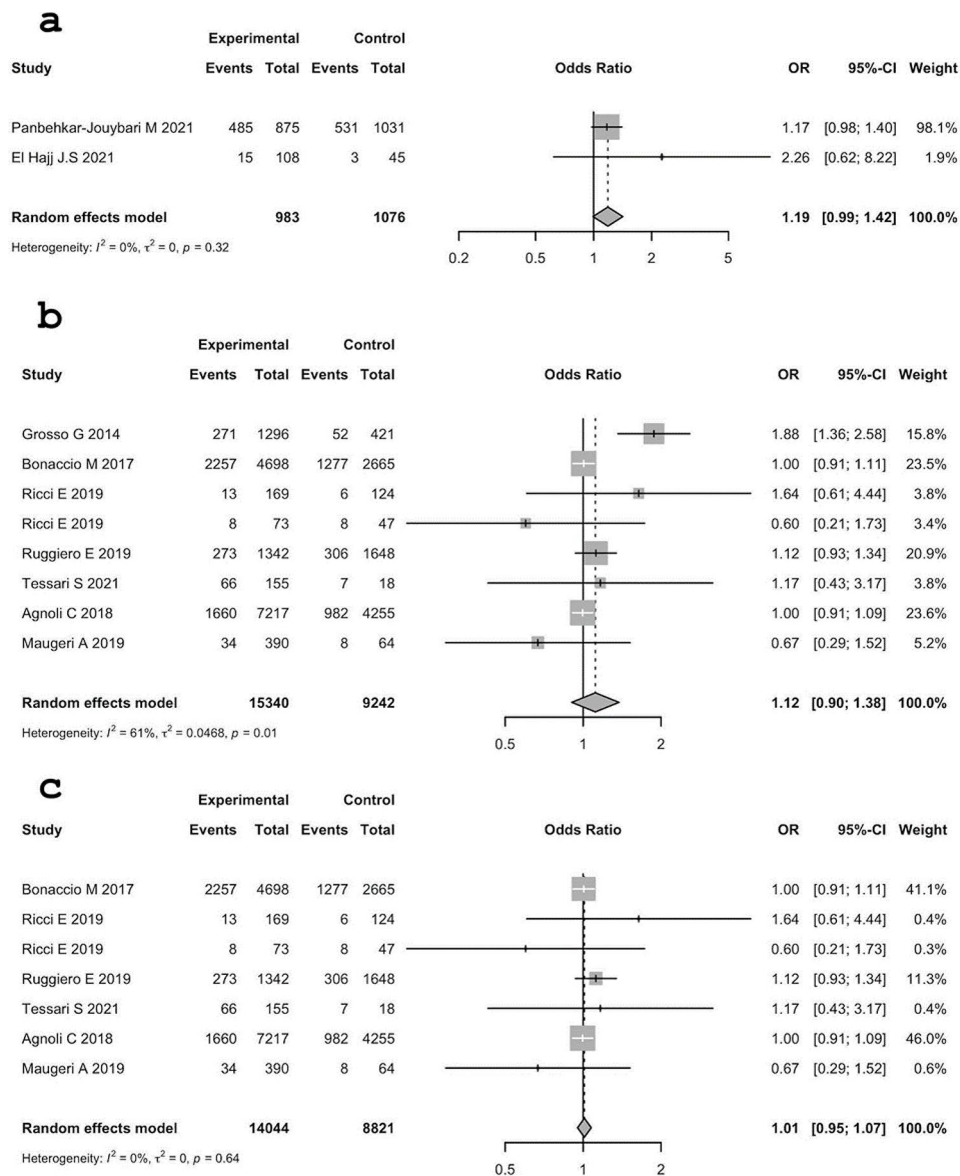 a
Experimental Control
Study Events Total Events Total Odds Ratio OR 95%-CI Weight
Panbehkar-Jouybari M 2021 485 875 531 1031 1.17 [0.98; 1.40] 98.1%
El Hajj J.S 2021 15 108 3 45 2.26 [0.62; 8.22] 1.9%
Random effects model 983 1076 1.19 [0.99; 1.42] 100.0%
Heterogeneity: I² = 0%, τ² = 0, p = 0.32
0.2 0.5 1 2 5
b
Experimental Control
Study Events Total Events Total Odds Ratio OR 95%-CI Weight
Grosso G 2014 271 1296 52 421 1.88 [1.36; 2.58] 15.8%
Bonaccio M 2017 2257 4698 1277 2665 1.00 [0.91; 1.11] 23.5%
Ricci E 2019 13 169 6 124 1.64 [0.61; 4.44] 3.8%
Ricci E 2019 8 73 8 47 0.60 [0.21; 1.73] 3.4%
Ruggiero E 2019 273 1342 306 1648 1.12 [0.93; 1.34] 20.9%
Tessari S 2021 66 155 7 18 1.17 [0.43; 3.17] 3.8%
Agnoli C 2018 1660 7217 982 4255 1.00 [0.91; 1.09] 23.6%
Maugeri A 2019 34 390 8 64 0.67 [0.29; 1.52] 5.2%
Random effects model 15340 9242 1.12 [0.90; 1.38] 100.0%
Heterogeneity: I² = 61%, τ² = 0.0468, p = 0.01
0.5 1 2
c
Experimental Control
Study Events Total Events Total Odds Ratio OR 95%-CI Weight
Bonaccio M 2017 2257 4698 1277 2665 1.00 [0.91; 1.11] 41.1%
Ricci E 2019 13 169 6 124 1.64 [0.61; 4.44] 0.4%
Ricci E 2019 8 73 8 47 0.60 [0.21; 1.73] 0.3%
Ruggiero E 2019 273 1342 306 1648 1.12 [0.93; 1.34] 11.3%
Tessari S 2021 66 155 7 18 1.17 [0.43; 3.17] 0.4%
Agnoli C 2018 1660 7217 982 4255 1.00 [0.91; 1.09] 46.0%
Maugeri A 2019 34 390 8 64 0.67 [0.29; 1.52] 0.6%
Random effects model 14044 8821 1.01 [0.95; 1.07] 100.0%
Heterogeneity: I² = 0%, τ² = 0, p = 0.64
0.5 1 2